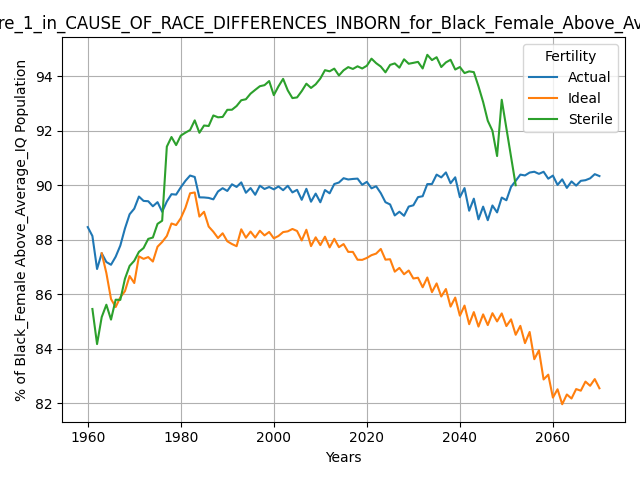 re_1_in_CAUSE_OF_RACE_DIFFERENCES_INBORN_for_Black_Female_Above_Av
% of Black_Female Above_Average_IQ Population
94
92
90
88
86
84
82
1960 1980 2000 2020 2040 2060
Years
Fertility
Actual
Ideal
Sterile